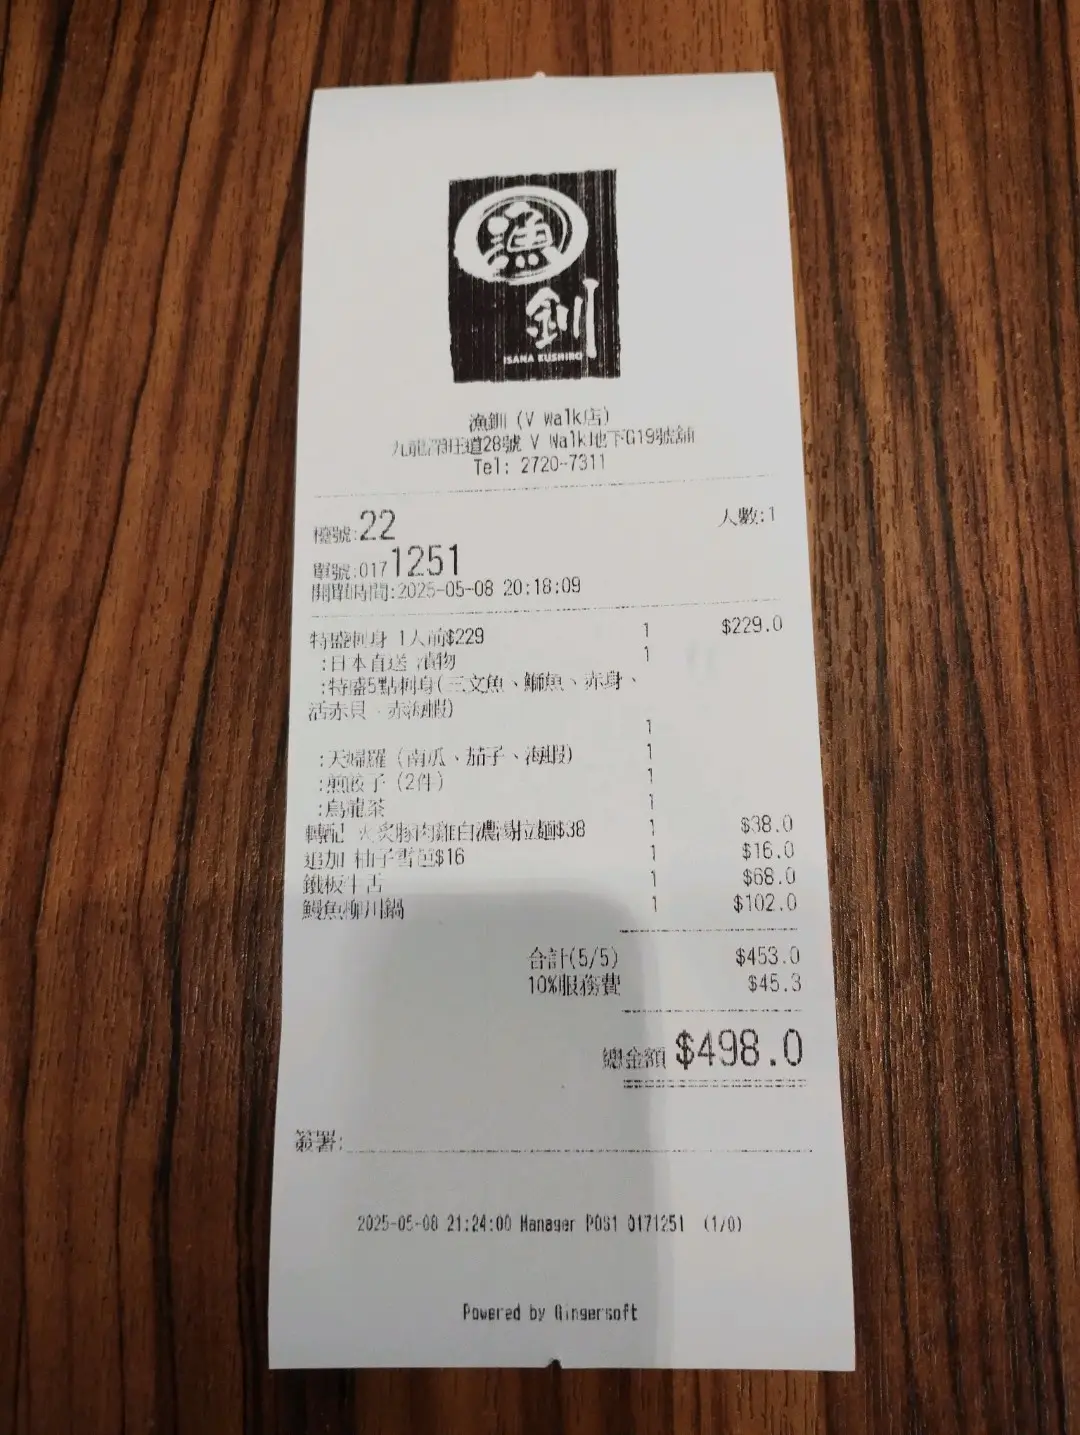 漁釧
ISANA KUSHIRO
漁釧 (V Walk店)
九龍深旺道28號 V Walk地下G19號舖
Tel: 2720-7311
檯號:22
人數:1
單號:0171251
開單時間:2025-05-08 20:18:09
特盛刺身 1人前$229 1 $229.0
:日本直送 漬物 1
:特盛5點刺身(三文魚、鰤魚、赤身、
活赤貝、赤海蝦)
1
:天婦羅 (南瓜、茄子、海蝦) 1
:煎餃子 (2件) 1
:烏龍茶 1
轉配 火炙豚肉雞白濃湯拉麵$38 1 $38.0
追加 柚子雪葩$16 1 $16.0
鐵板牛舌 1 $68.0
鰻魚柳川鍋 1 $102.0
合計(5/5) $453.0
10%服務費 $45.3
總金額 $498.0
簽署:
2025-05-08 21:24:00 Manager POS1 0171251 (1/0)
Powered by Gingersoft